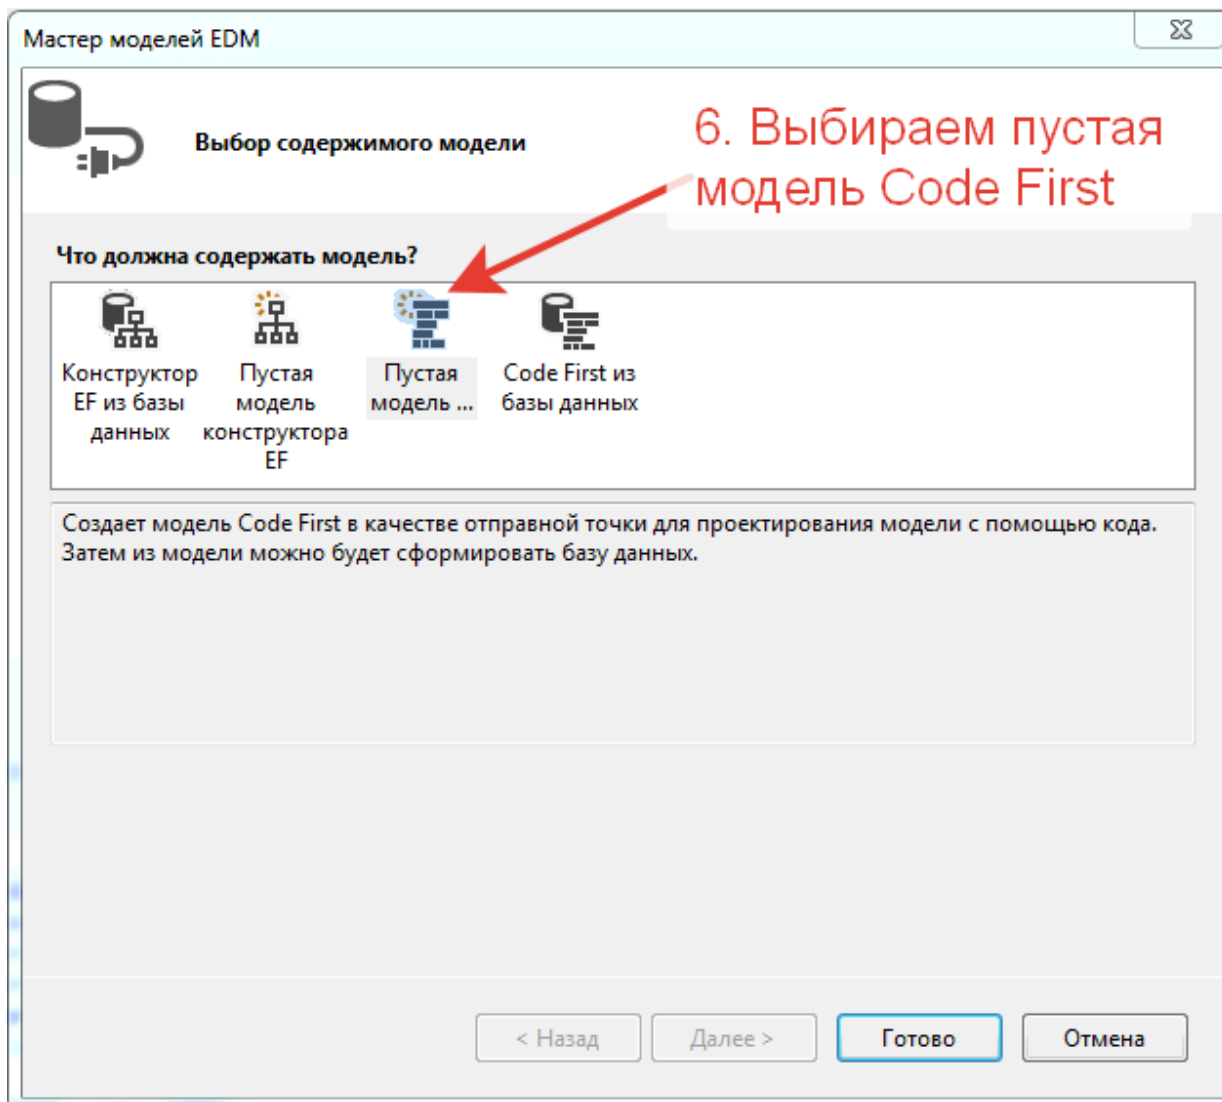 Мастер моделей EDM
Выбор содержимого модели
6. Выбираем пустая
модель Code First
Что должна содержать модель?
Конструктор
EF из базы
данных
Пустая
модель
конструктора
EF
Пустая
модель ...
Code First из
базы данных
Создает модель Code First в качестве отправной точки для проектирования модели с помощью кода.
Затем из модели можно будет сформировать базу данных.
< Назад
Далее >
Готово
Отмена